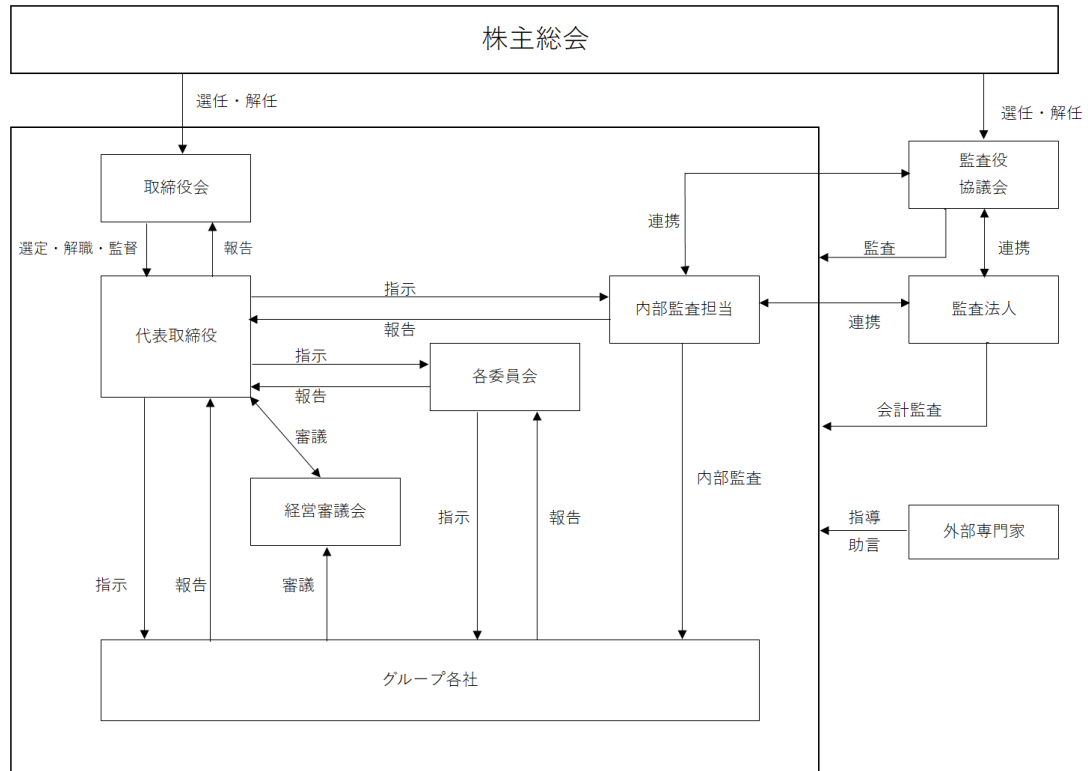 株主総会
選任・解任
選任・解任
監査役
協議会
取締役会
連携
選定・解職・監督
報告
監査
連携
指示
代表取締役
内部監査担当
監査法人
報告
連携
指示
各委員会
報告
会計監査
審議
内部監査
経営審議会
指示
報告
指導
外部専門家
助言
指示
報告
審議
グループ各社